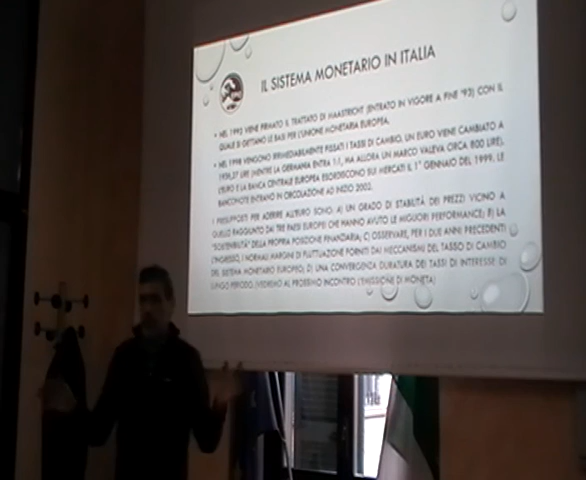 IL SISTEMA MONETARIO IN ITALIA
• NEL 1992 VIENE FIRMATO IL TRATTATO DI MAASTRICHT (ENTRATO IN VIGORE A FINE '93) CON IL
QUALE SI GETTANO LE BASI PER L'UNIONE MONETARIA EUROPEA.
• NEL 1998 VENGONO IRRIMEDIABILMENTE FISSATI I TASSI DI CAMBIO, UN EURO VIENE CAMBIATO A
1936,27 LIRE (MENTRE LA GERMANIA ENTRA 1:1, MA ALLORA UN MARCO VALEVA CIRCA 800 LIRE).
L'EURO E LA BANCA CENTRALE EUROPEA ESORDISCONO SUI MERCATI IL 1° GENNAIO DEL 1999, LE
BANCONOTE ENTRANO IN CIRCOLAZIONE AD INIZIO 2002.
I PRESUPPOSTI PER ADERIRE ALL'EURO SONO: A) UN GRADO DI STABILITÀ DEI PREZZI VICINO A
QUELLO RAGGIUNTO DAI TRE PAESI EUROPEI CHE HANNO AVUTO LE MIGLIORI PERFORMANCE; B) LA
"SOSTENIBILITÀ" DELLA PROPRIA POSIZIONE FINANZIARIA; C) OSSERVARE, PER I DUE ANNI PRECEDENTI
L'INGRESSO, I NORMALI MARGINI DI FLUTTUAZIONE FORNITI DAI MECCANISMI DEL TASSO DI CAMBIO
DEL SISTEMA MONETARIO EUROPEO; D) UNA CONVERGENZA DURATURA DEI TASSI DI INTERESSE DI
LUNGO PERIODO. (VEDREMO AL PROSSIMO INCONTRO L'EMISSIONE DI MONETA)